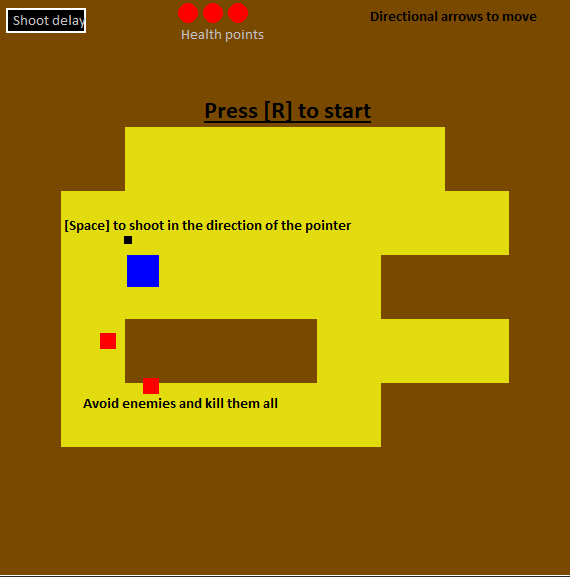 Shoot delay
Health points
Directional arrows to move
Press [R] to start
[Space] to shoot in the direction of the pointer
Avoid enemies and kill them all